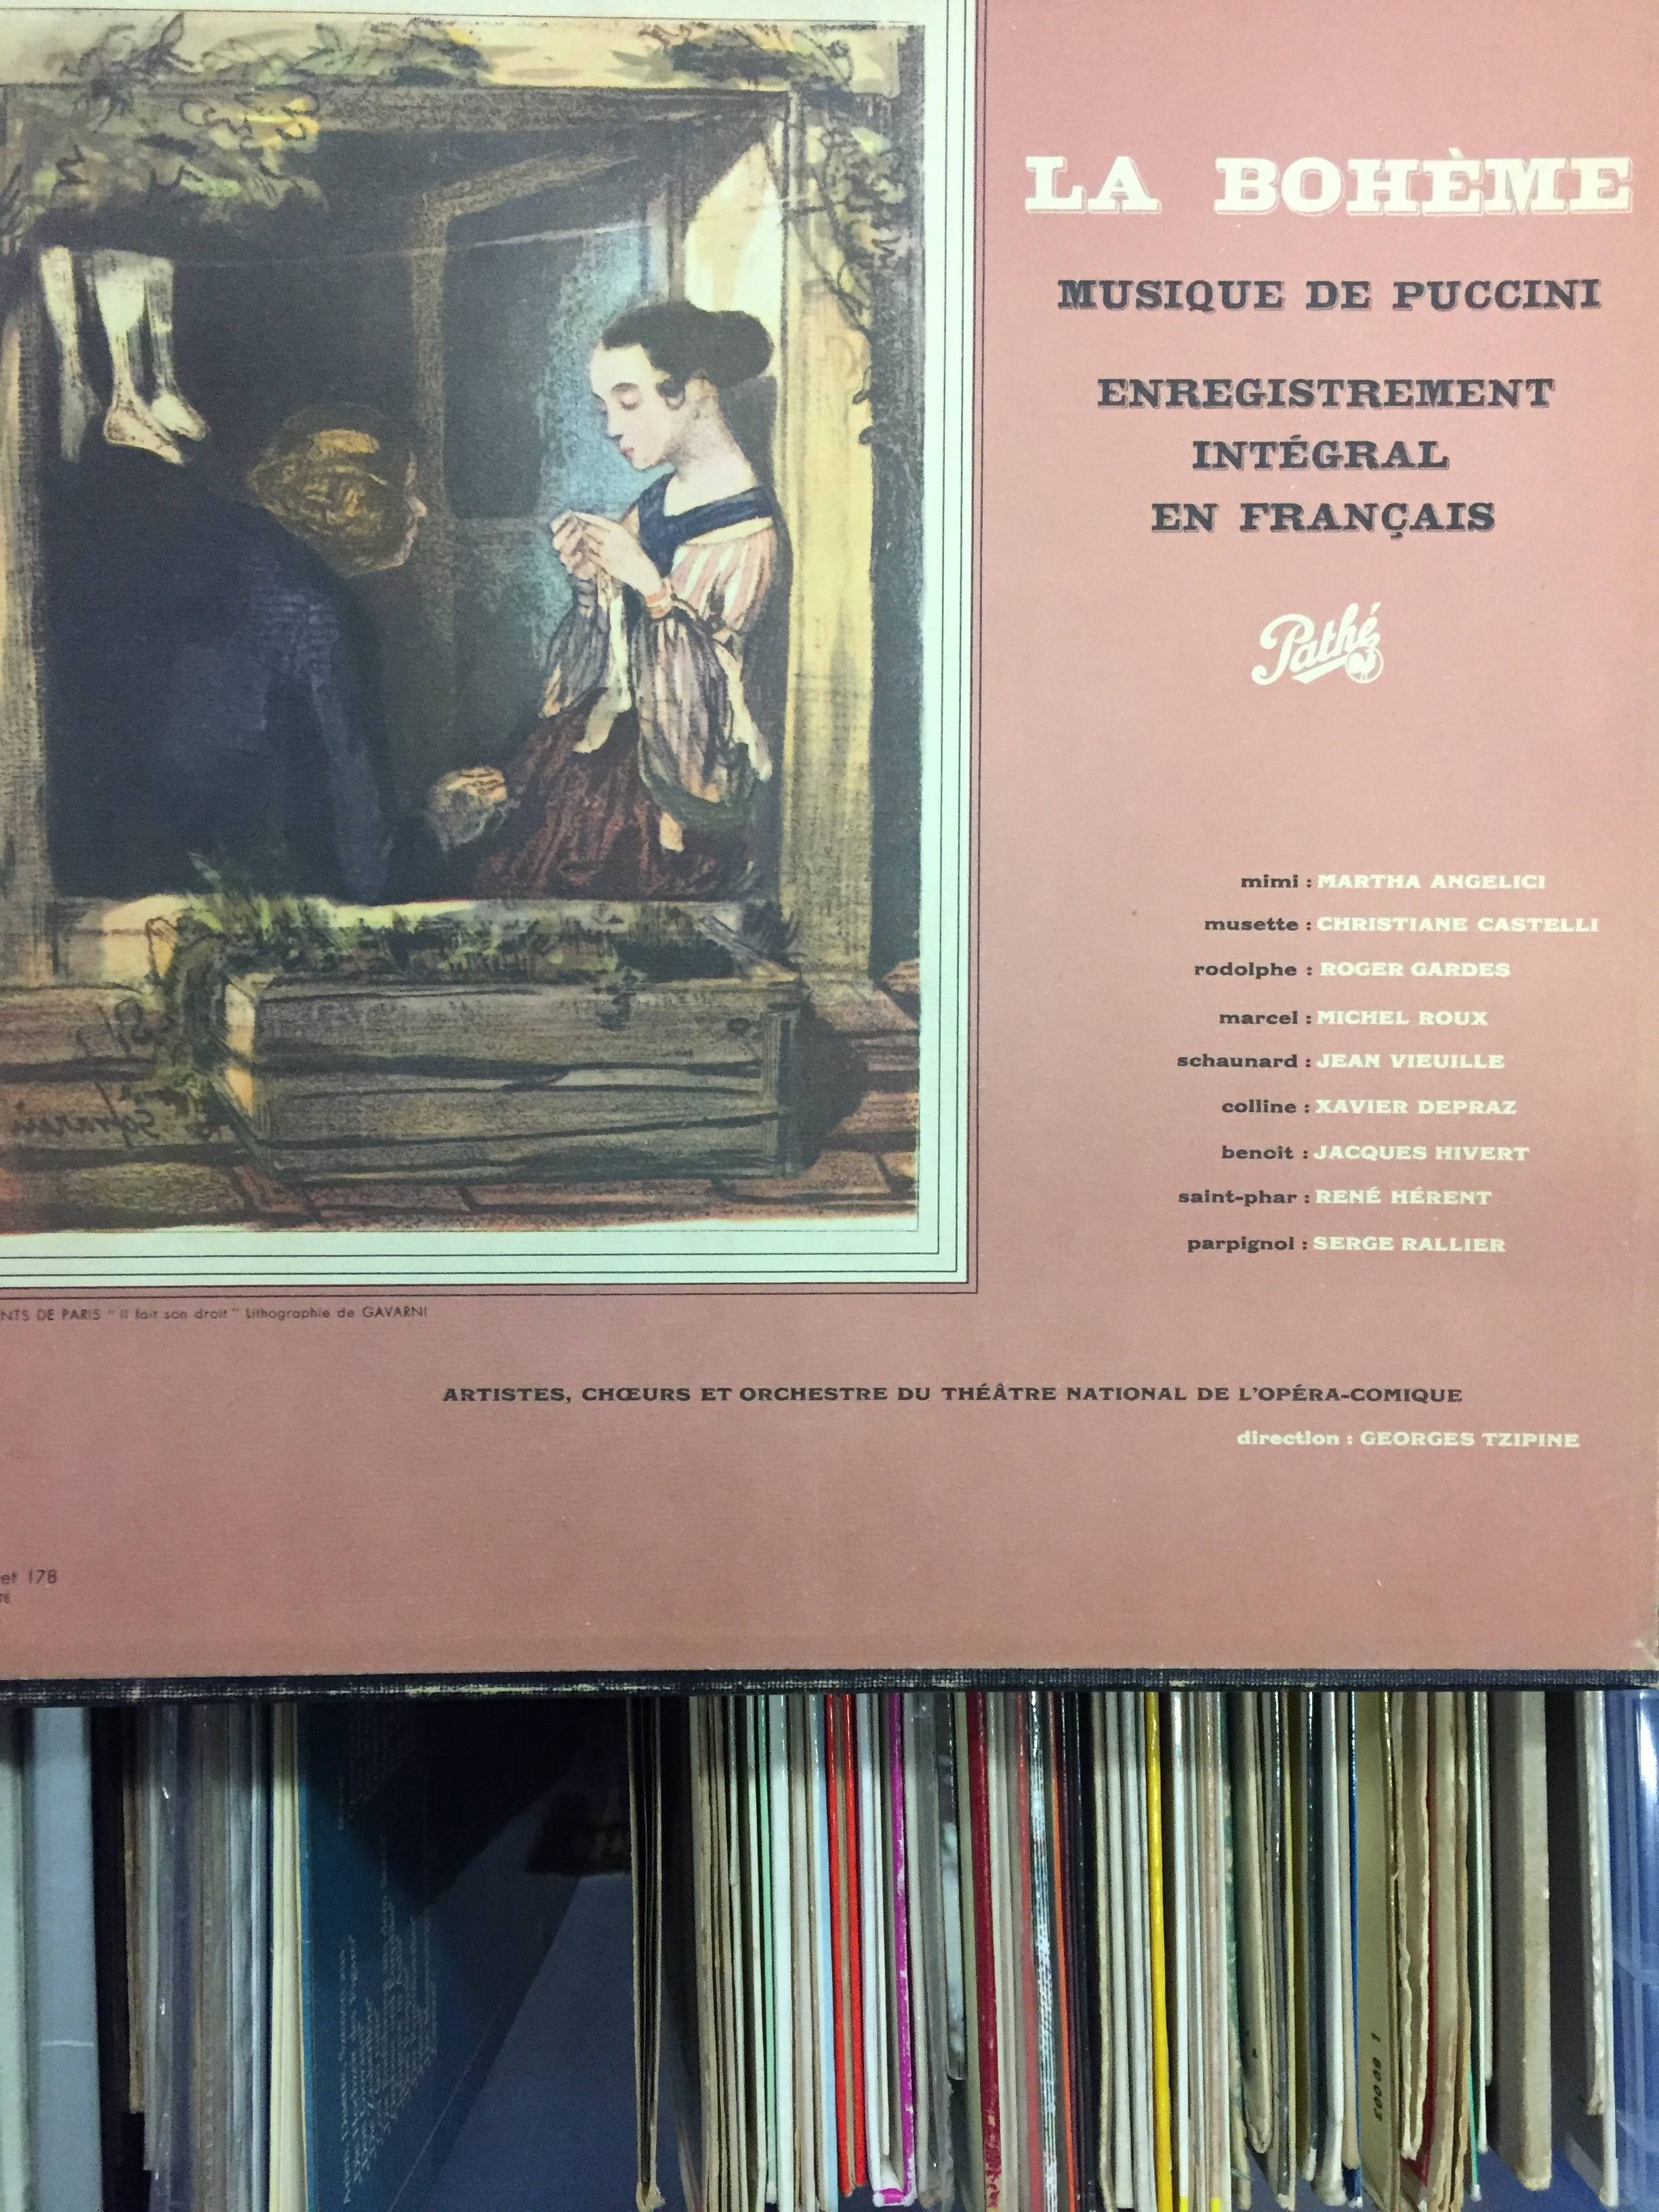 LA BOHÈME
MUSIQUE DE PUCCINI
ENREGISTREMENT
INTÉGRAL
EN FRANÇAIS
Pathé
mimi : MARTHA ANGELICI
musette : CHRISTIANE CASTELLI
rodolphe : ROGER GARDES
marcel : MICHEL ROUX
schaunard : JEAN VIEUILLE
colline : XAVIER DEPRAZ
benoit : JACQUES HIVERT
saint-phar : RENÉ HÉRENT
parpignol : SERGE RALLIER
NTS DE PARIS " Il fait son droit " Lithographie de GAVARNI
ARTISTES, CHŒURS ET ORCHESTRE DU THÉÂTRE NATIONAL DE L'OPÉRA-COMIQUE
direction : GEORGES TZIPINE
et 178